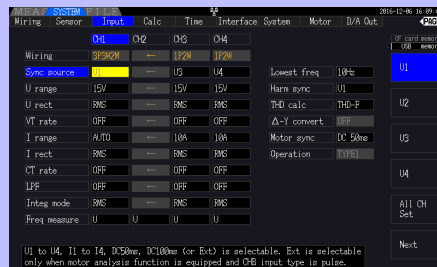 MEAS SYSTEM FILE 2016-12-06 16:09
Wiring Sensor Input Calc Time Interface System Motor D/A Out
CH1 CH2 CH3 CH4
CF card memor
USB memor
Wiring 3P3W2M ← 1P2W 1P2W
Sync source U1 ← U3 U4 Lowest freq 10Hz
U1
U range 15V ← 15V 15V Harm sync U1
U rect RMS ← RMS RMS THD calc THD-F
U2
VT rate OFF ← OFF OFF Δ-Y convert OFF
I range AUTO ← 10A 10A Motor sync DC 50ms
U3
I rect RMS ← RMS RMS Operation TYPE1
CT rate OFF ← OFF OFF
U4
LPF OFF ← OFF OFF
Integ mode RMS ← RMS RMS
All CH
Set
Freq measure U U U U
Next
U1 to U4, I1 to I4, DC50ms, DC100ms (or Ext) is selectable. Ext is selectable
only when motor analysis function is equipped and CHB input type is pulse.